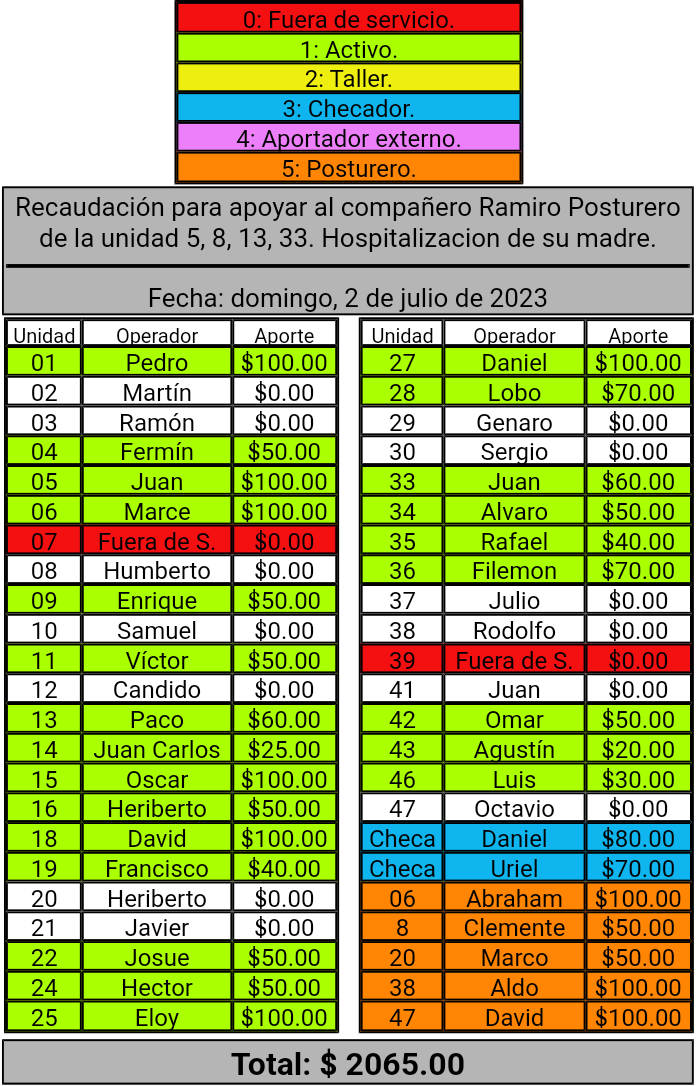 0: Fuera de servicio.
1: Activo.
2: Taller.
3: Checador.
4: Aportador externo.
5: Posturero.
Recaudación para apoyar al compañero Ramiro Posturero
de la unidad 5, 8, 13, 33. Hospitalizacion de su madre.
Fecha: domingo, 2 de julio de 2023
Unidad Operador Aporte
01 Pedro $100.00
02 Martín $0.00
03 Ramón $0.00
04 Fermín $50.00
05 Juan $100.00
06 Marce $100.00
07 Fuera de S. $0.00
08 Humberto $0.00
09 Enrique $50.00
10 Samuel $0.00
11 Víctor $50.00
12 Candido $0.00
13 Paco $60.00
14 Juan Carlos $25.00
15 Oscar $100.00
16 Heriberto $50.00
18 David $100.00
19 Francisco $40.00
20 Heriberto $0.00
21 Javier $0.00
22 Josue $50.00
24 Hector $50.00
25 Eloy $100.00
Unidad Operador Aporte
27 Daniel $100.00
28 Lobo $70.00
29 Genaro $0.00
30 Sergio $0.00
33 Juan $60.00
34 Alvaro $50.00
35 Rafael $40.00
36 Filemon $70.00
37 Julio $0.00
38 Rodolfo $0.00
39 Fuera de S. $0.00
41 Juan $0.00
42 Omar $50.00
43 Agustín $20.00
46 Luis $30.00
47 Octavio $0.00
Checa Daniel $80.00
Checa Uriel $70.00
06 Abraham $100.00
8 Clemente $50.00
20 Marco $50.00
38 Aldo $100.00
47 David $100.00
Total: $ 2065.00